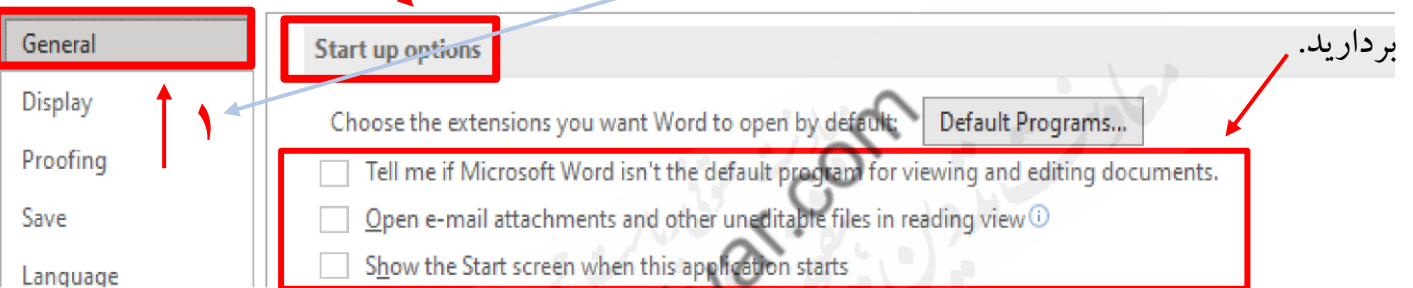 General
Display
Proofing
Save
Language
Start up options
بردارید.
۱
Choose the extensions you want Word to open by default: Default Programs...
Tell me if Microsoft Word isn't the default program for viewing and editing documents.
Open e-mail attachments and other uneditable files in reading view
Show the Start screen when this application starts